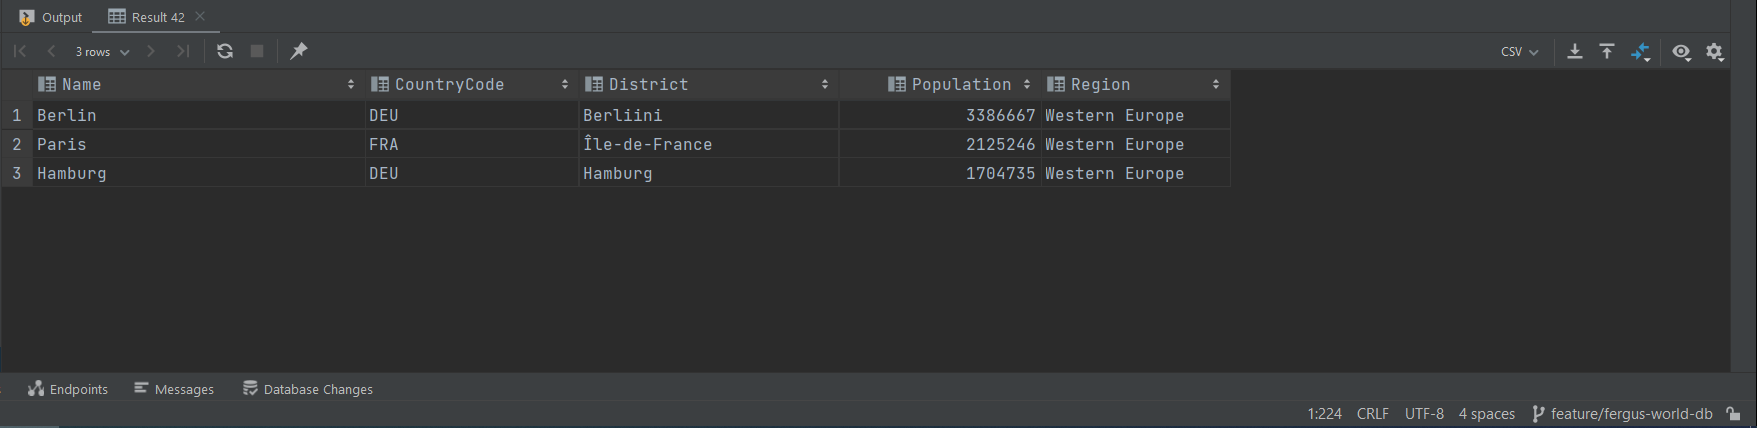 Output Result 42
3 rows CSV
Name CountryCode District Population Region
1 Berlin DEU Berliini 3386667 Western Europe
2 Paris FRA Île-de-France 2125246 Western Europe
3 Hamburg DEU Hamburg 1704735 Western Europe
Endpoints Messages Database Changes
1:224 CRLF UTF-8 4 spaces feature/fergus-world-db